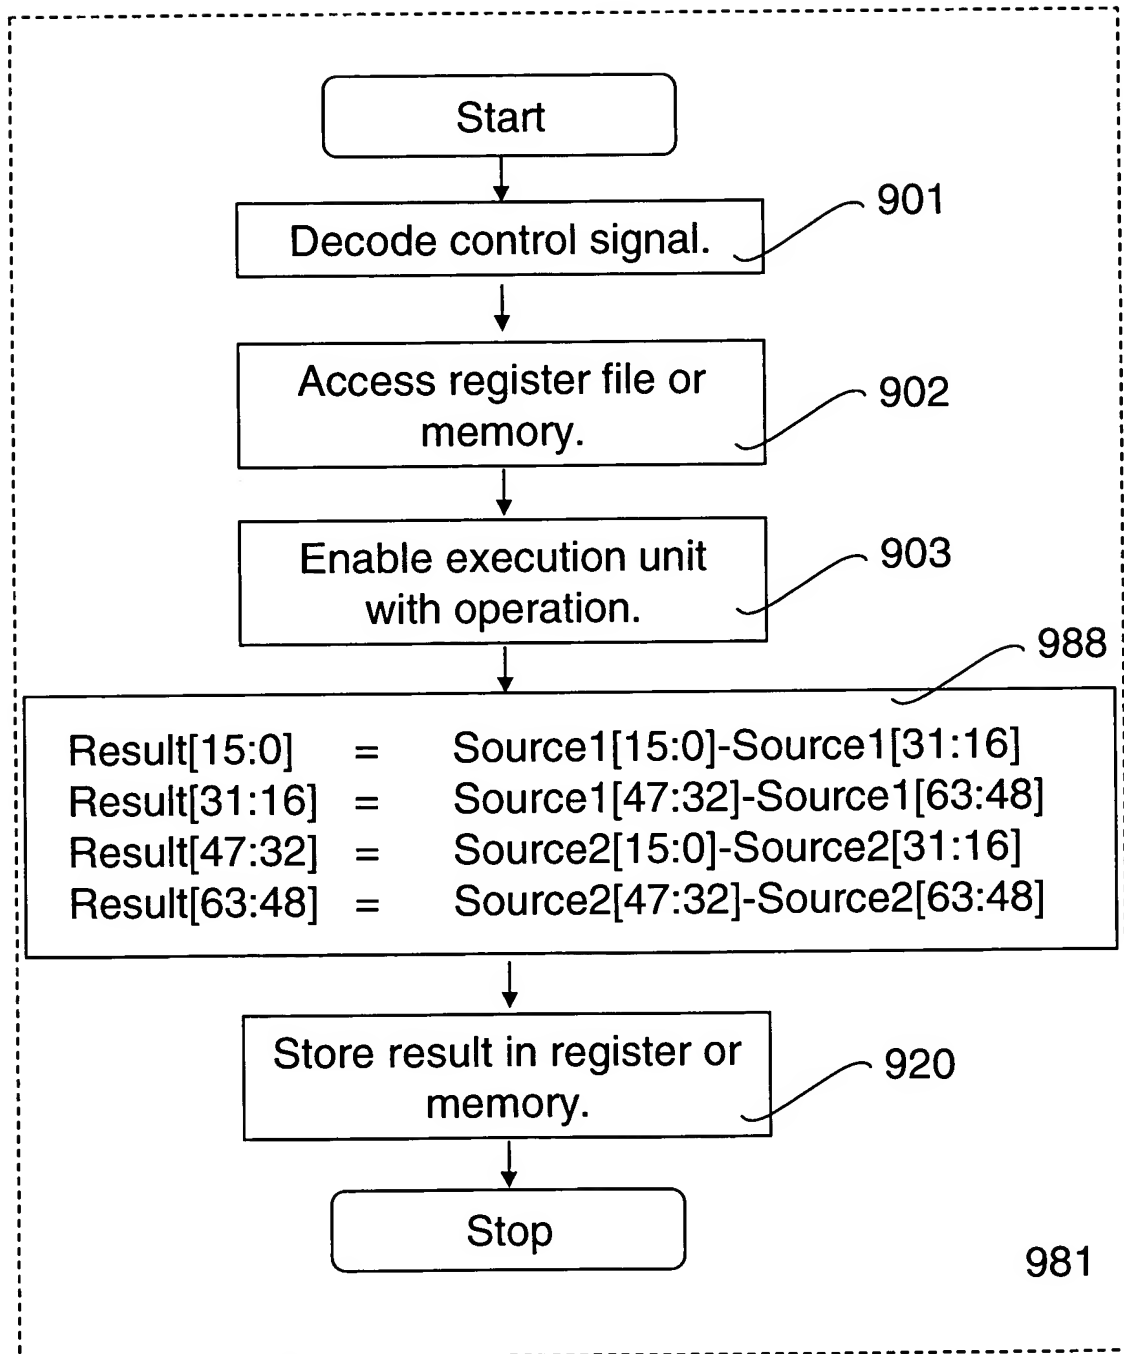 Start
901
Decode control signal.
Access register file or
memory.
902
Enable execution unit
with operation.
903
988
Result[15:0] = Source1[15:0]-Source1[31:16]
Result[31:16] = Source1[47:32]-Source1[63:48]
Result[47:32] = Source2[15:0]-Source2[31:16]
Result[63:48] = Source2[47:32]-Source2[63:48]
Store result in register or
memory.
920
Stop
981